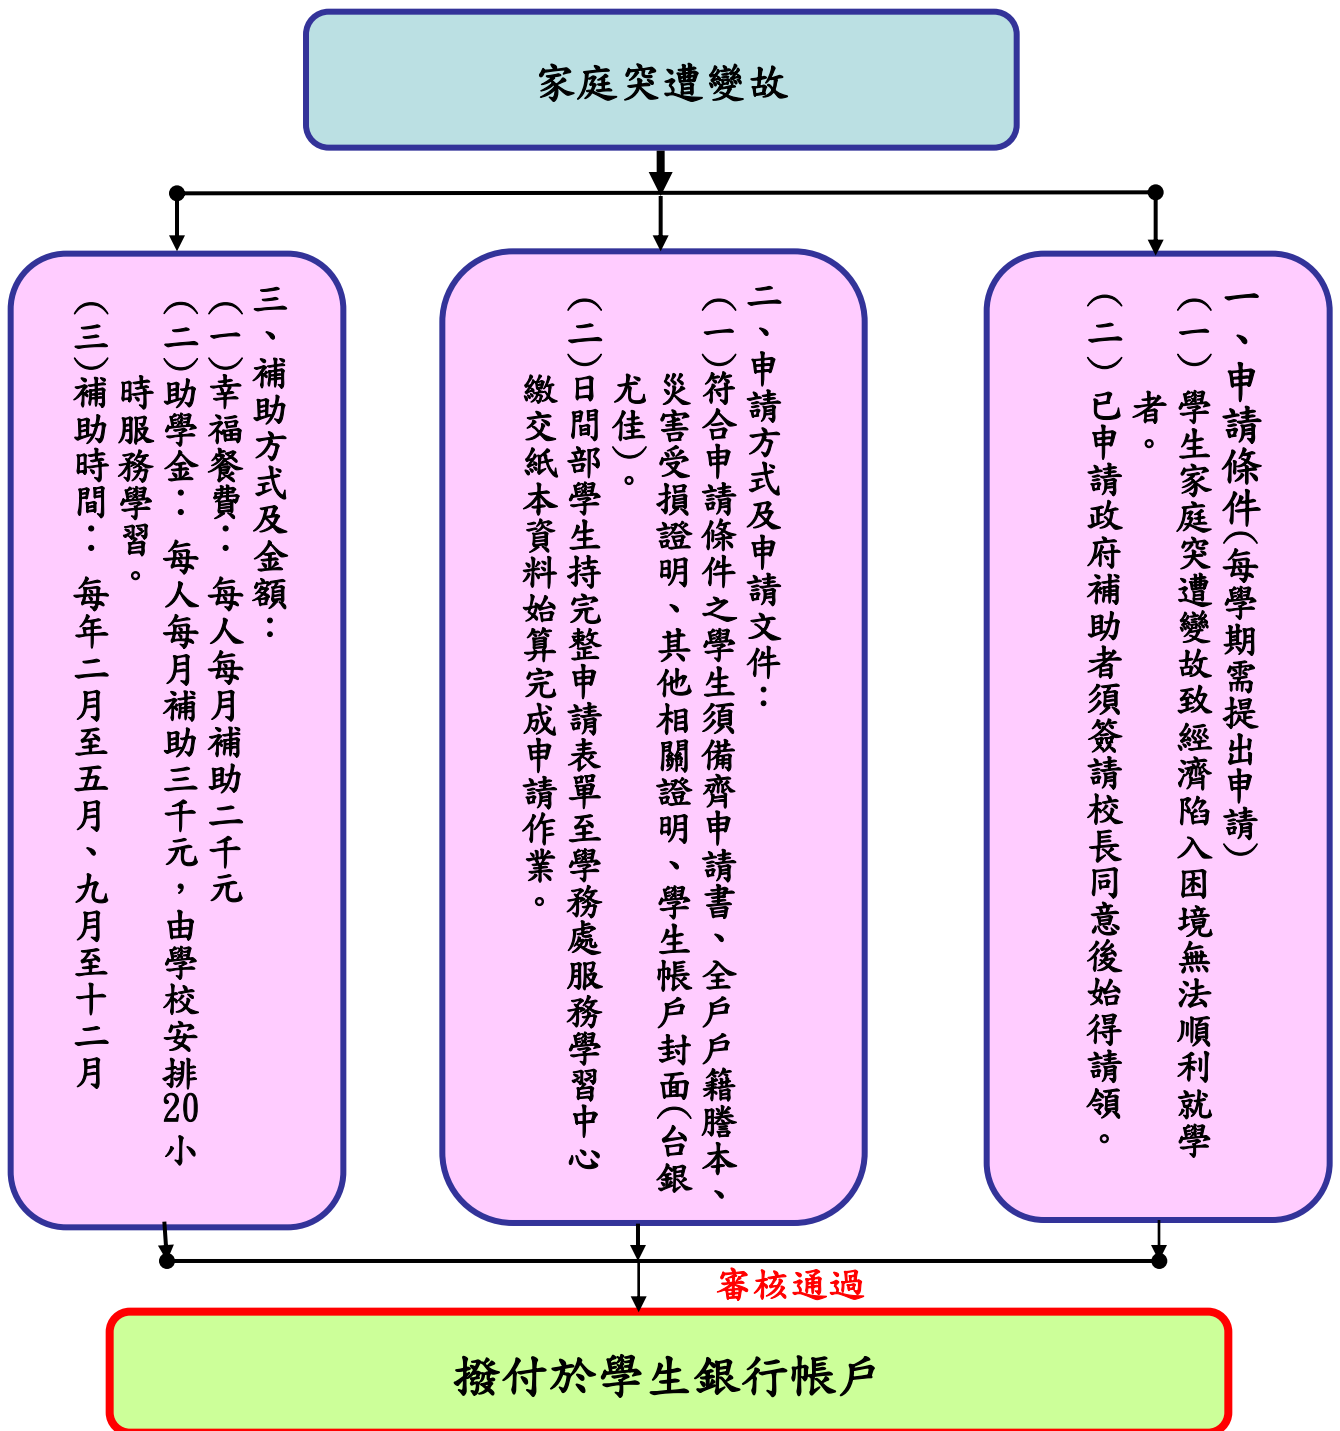 家庭突遭變故
一、申請條件(每學期需提出申請)
（一）學生家庭突遭變故致經濟陷入困境無法順利就學
者。
（二）已申請政府補助者須簽請校長同意後始得請領。
二、申請方式及申請文件：
（一)符合申請條件之學生須備齊申請書、全戶戶籍謄本、
災害受損證明、其他相關證明、學生帳戶封面(台銀
尤佳)。
（二)日間部學生持完整申請表單至學務處服務學習中心
繳交紙本資料始算完成申請作業。
三、補助方式及金額：
（一)幸福餐費：每人每月補助二千元
（二)助學金：每人每月補助三千元，由學校安排20小
時服務學習。
（三)補助時間：每年二月至五月、九月至十二月
審核通過
撥付於學生銀行帳戶